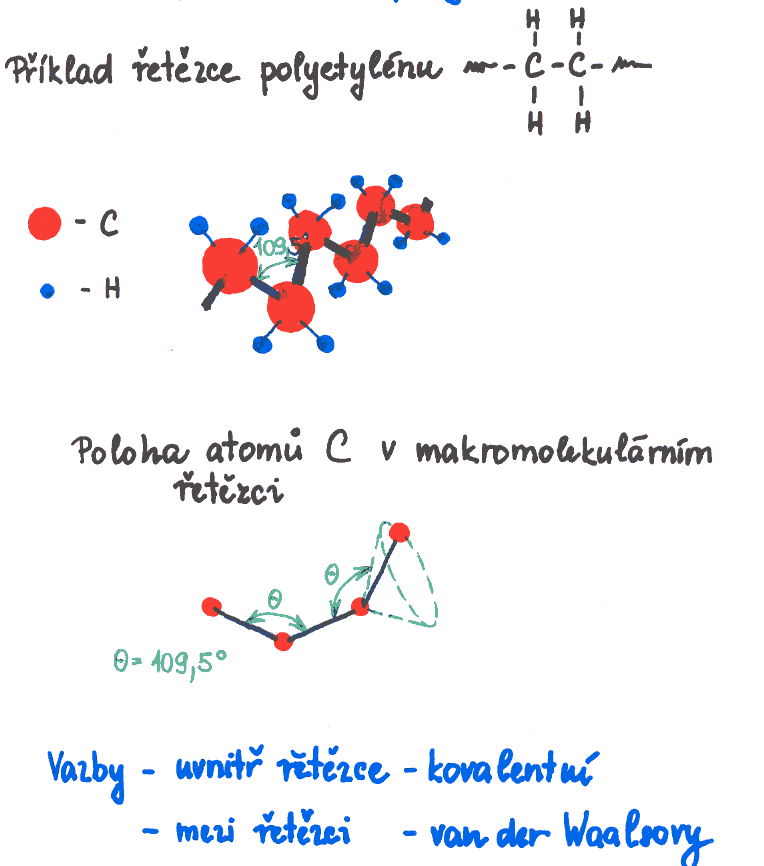 H H
Příklad řetězce polyetylénu - C - C -
H H
- C
109,5
- H
Poloha atomů C v makromolekulárním
řetězci
θ
θ
θ = 109,5°
Vazby - uvnitř řetězce - kovalentní
- mezi řetězci - van der Waalsovy